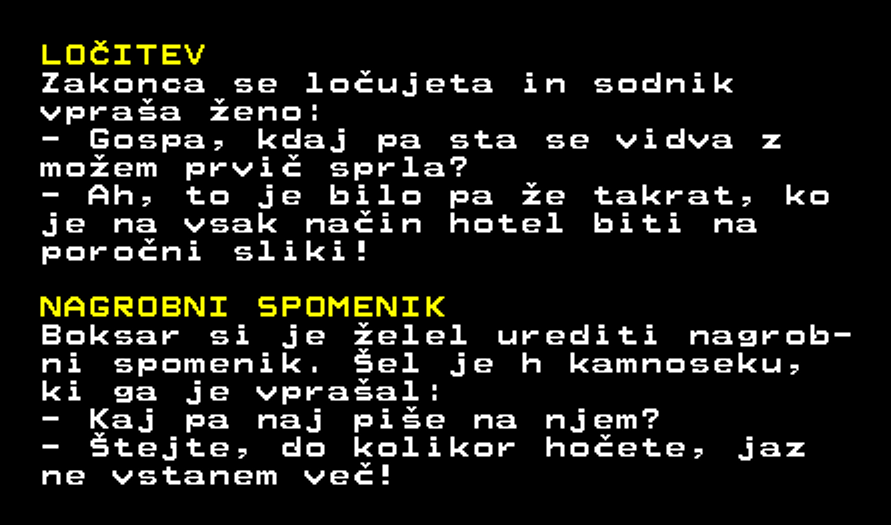 LOČITEV
Zakonca se ločujeta in sodnik
vpraša ženo:
- Gospa, kdaj pa sta se vidva z
možem prvič sprla?
- Ah, to je bilo pa že takrat, ko
je na vsak način hotel biti na
poročni sliki!
NAGROBNI SPOMENIK
Boksar si je želel urediti nagrob-
ni spomenik. Šel je h kamnoseku,
ki ga je vprašal:
- Kaj pa naj piše na njem?
- Štejte, do kolikor hočete, jaz
ne vstanem več!